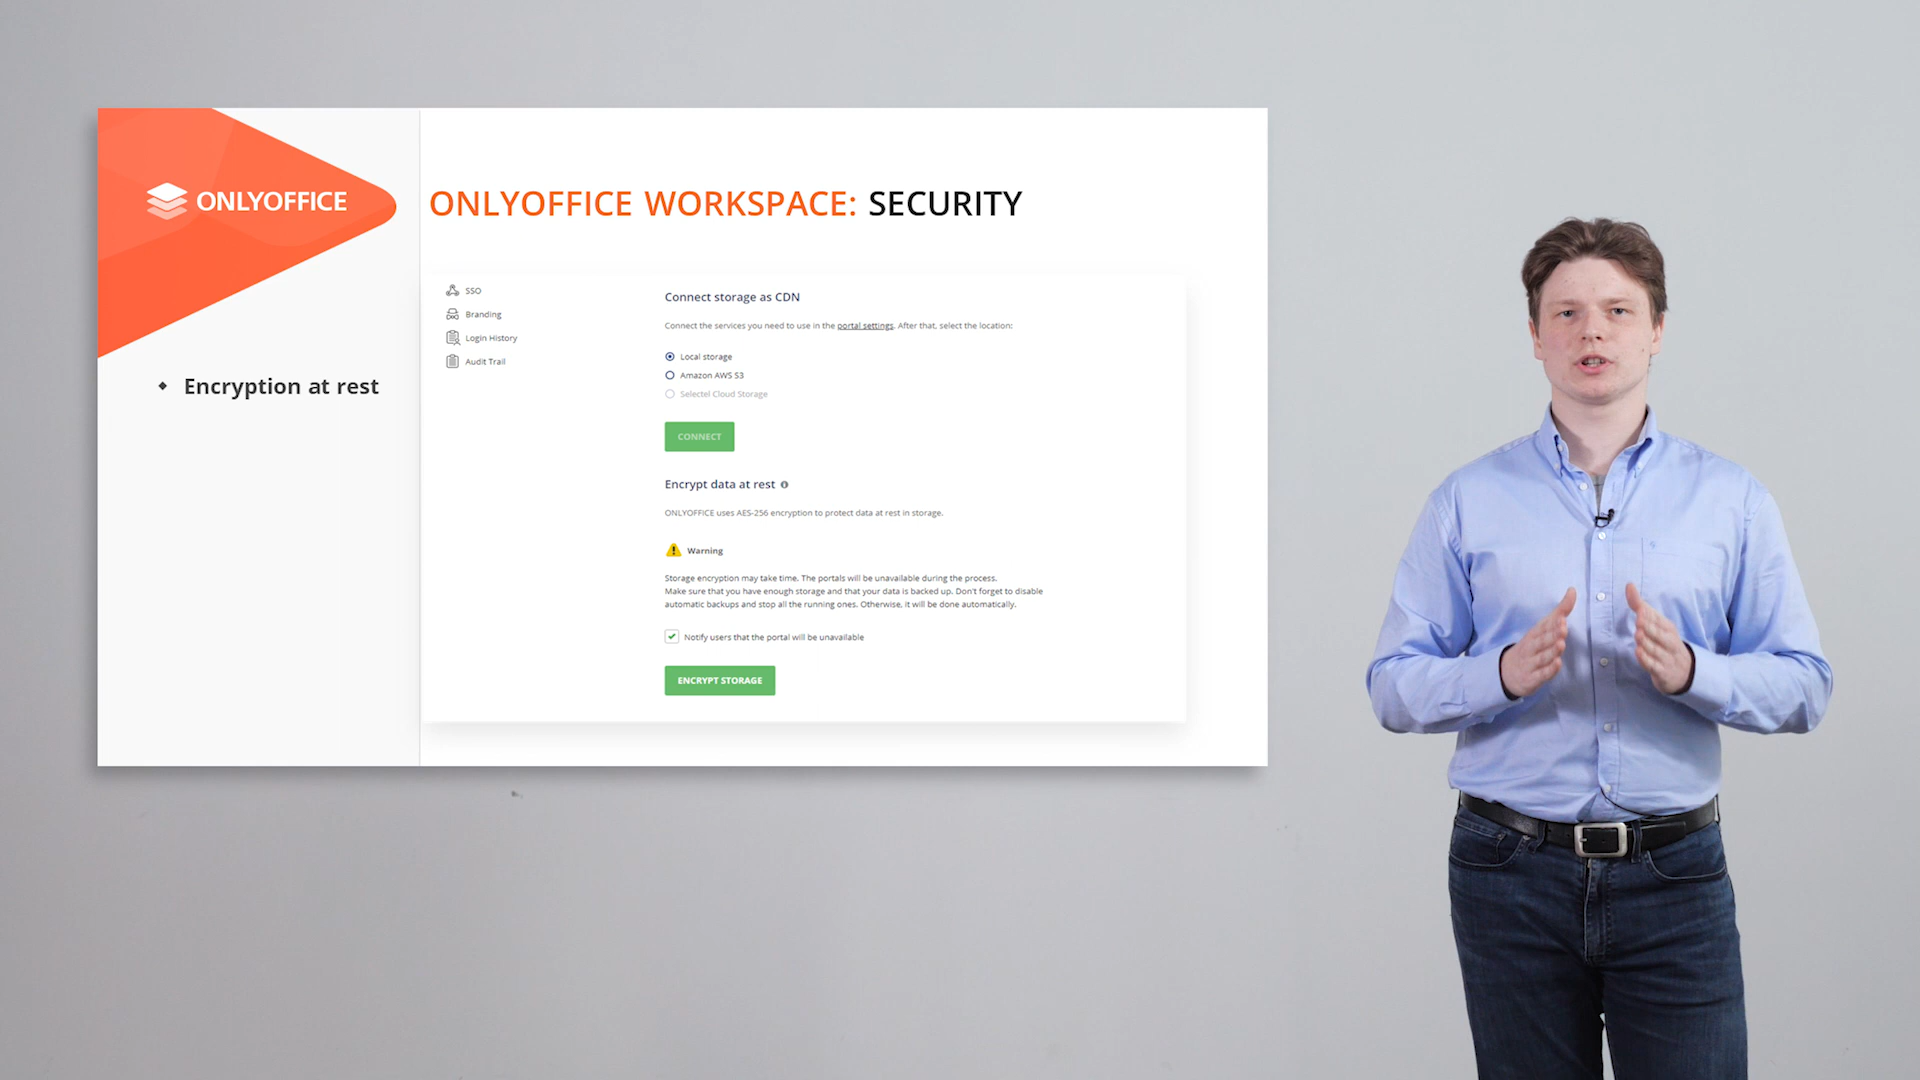 ONLYOFFICE
ONLYOFFICE WORKSPACE: SECURITY
Encryption at rest
SSO
Branding
Login History
Audit Trail
Connect storage as CDN
Connect the services you need to use in the portal settings. After that, select the location:
Local storage
Amazon AWS S3
Selectel Cloud Storage
CONNECT
Encrypt data at rest
ONLYOFFICE uses AES-256 encryption to protect data at rest in storage.
Warning
Storage encryption may take time. The portals will be unavailable during the process.
Make sure that you have enough storage and that your data is backed up. Don't forget to disable
automatic backups and stop all the running ones. Otherwise, it will be done automatically.
Notify users that the portal will be unavailable
ENCRYPT STORAGE